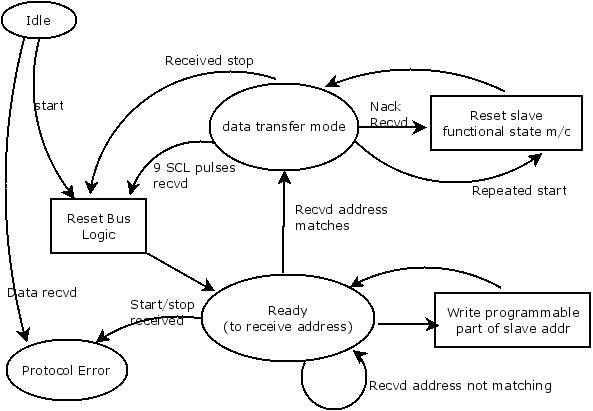 Idle
Received stop
start
Nack
Recvd
Reset slave
functional state m/c
data transfer mode
9 SCL pulses
recvd
Repeated start
Reset Bus
Logic
Recvd address
matches
Data recvd
Start/stop
received
Ready
(to receive address)
Write programmable
part of slave addr
Protocol Error
Recvd address not matching